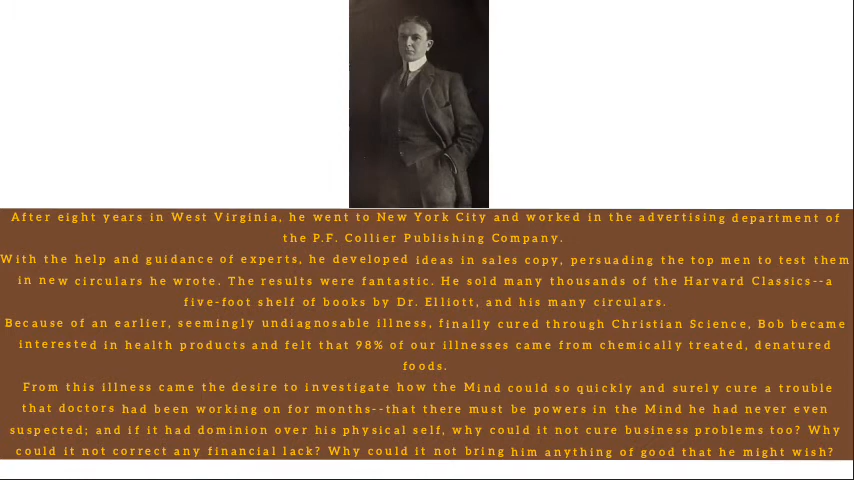 After eight years in West Virginia, he went to New York City and worked in the advertising department of
the P.F. Collier Publishing Company.
With the help and guidance of experts, he developed ideas in sales copy, persuading the top men to test them
in new circulars he wrote. The results were fantastic. He sold many thousands of the Harvard Classics--a
five-foot shelf of books by Dr. Elliott, and his many circulars.
Because of an earlier, seemingly undiagnosable illness, finally cured through Christian Science, Bob became
interested in health products and felt that 98% of our illnesses came from chemically treated, denatured
foods.
From this illness came the desire to investigate how the Mind could so quickly and surely cure a trouble
that doctors had been working on for months--that there must be powers in the Mind he had never even
suspected; and if it had dominion over his physical self, why could it not cure business problems too? Why
could it not correct any financial lack? Why could it not bring him anything of good that he might wish?